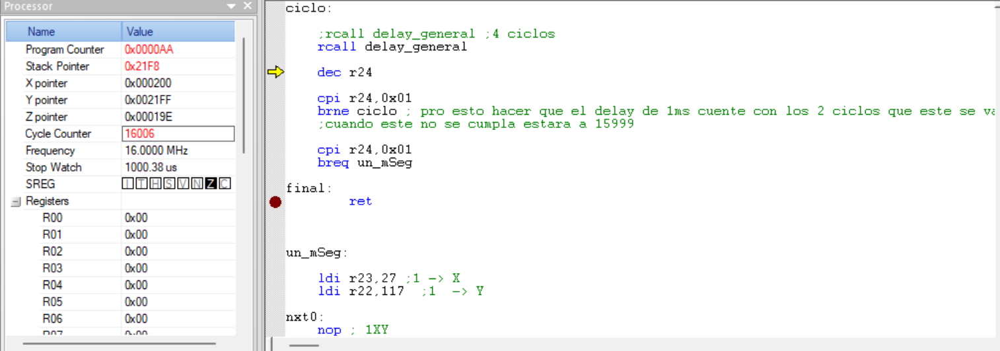 Processor
Name Value
Program Counter 0x0000AA
Stack Pointer 0x21F8
X pointer 0x000200
Y pointer 0x0021FF
Z pointer 0x00019E
Cycle Counter 16006
Frequency 16.0000 MHz
Stop Watch 1000.38 us
SREG I T H S V N Z C
Registers
R00 0x00
R01 0x00
R02 0x00
R03 0x00
R04 0x00
R05 0x00
R06 0x00
R07 0x00
ciclo:
;rcall delay_general ;4 ciclos
rcall delay_general
dec r24
cpi r24,0x01
brne ciclo ; pro esto hacer que el delay de 1ms cuente con los 2 ciclos que este se va
;cuando este no se cumpla estara a 15999
cpi r24,0x01
breq un_mSeg
final:
ret
un_mSeg:
ldi r23,27 ;1 -> X
ldi r22,117 ;1 -> Y
nxt0:
nop ; 1XY